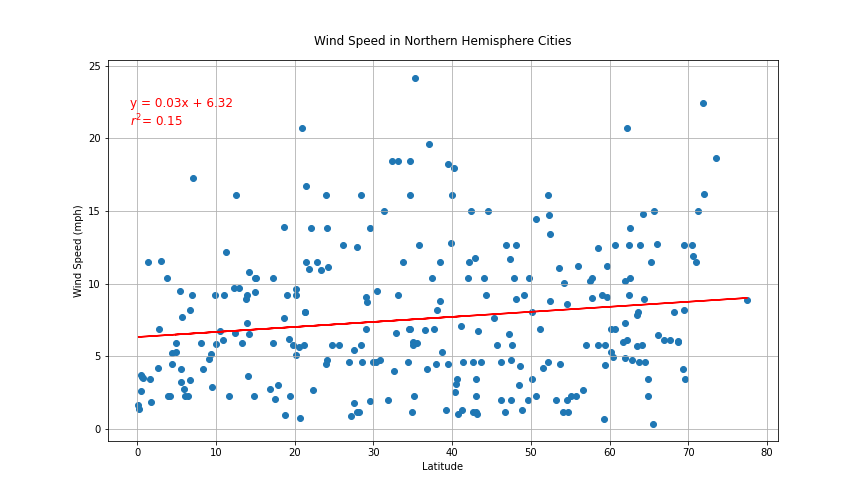 Wind Speed in Northern Hemisphere Cities
25
y = 0.03x + 6.32
r²= 0.15
20
15
Wind Speed (mph)
10
5
0
0 10 20 30 40 50 60 70 80
Latitude